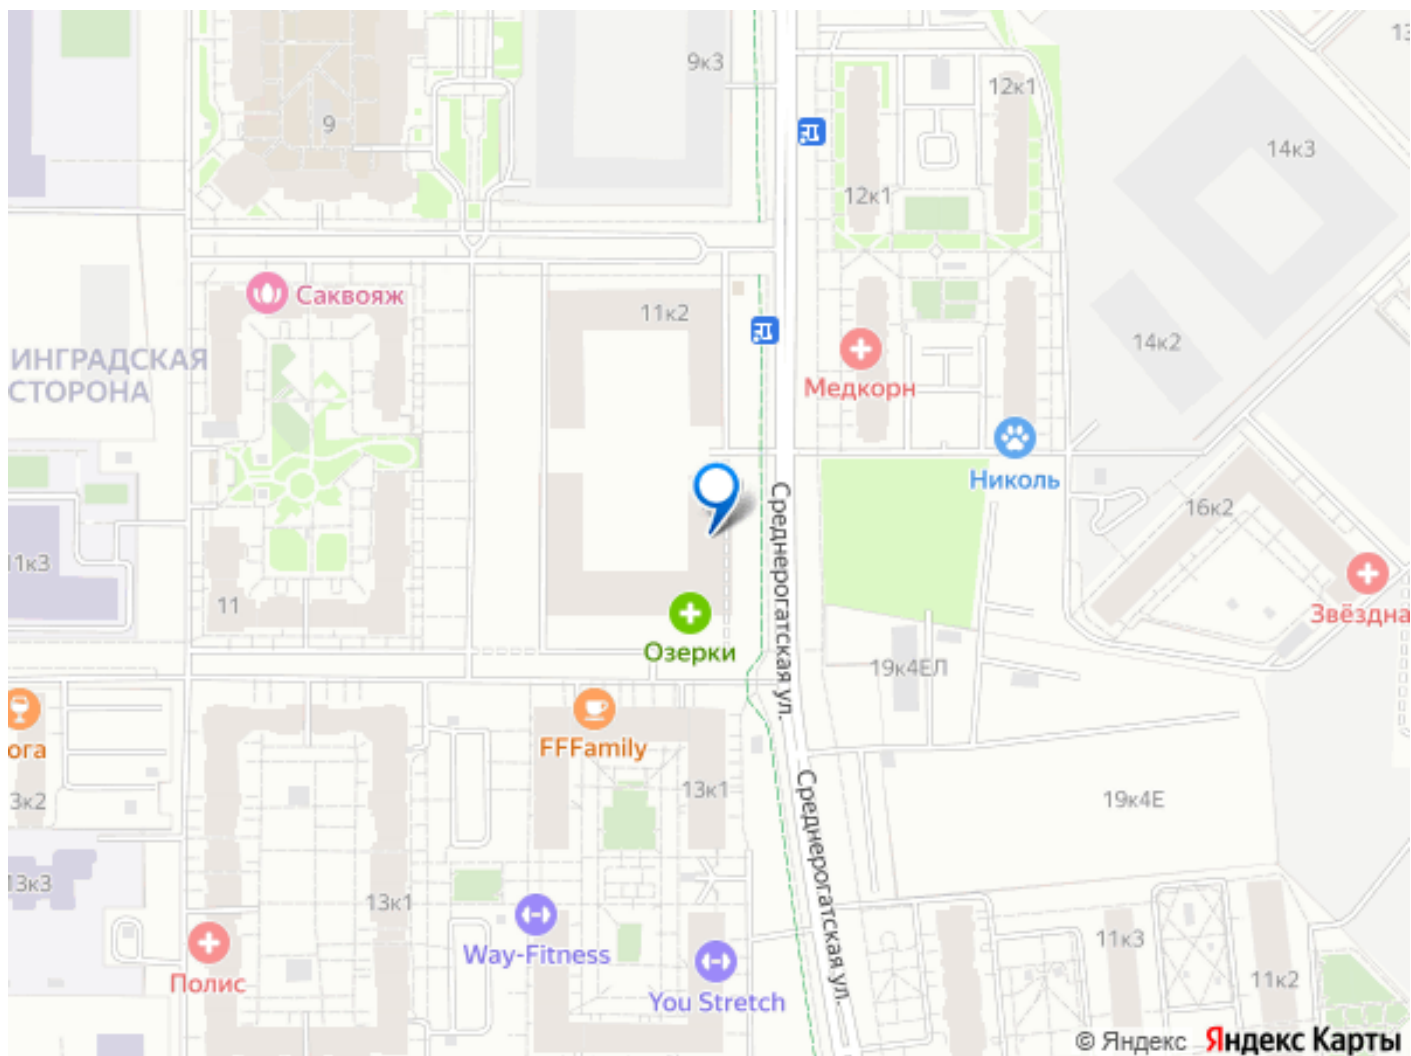 9к3
13
12к1
9
14к3
12к1
Саквояж
11к2
14к2
ИНГРАДСКАЯ
СТОРОНА
Медкорн
Николь
16к2
Среднерогатская ул.
11к3
11
Звёздна
Озерки
19к4ЕЛ
FFFamily
ога
13к1
3к2
19к4Е
Среднерогатская ул.
13к3
13к1
Way-Fitness
11к3
Полис
You Stretch
11к2
© Яндекс Яндекс Карты